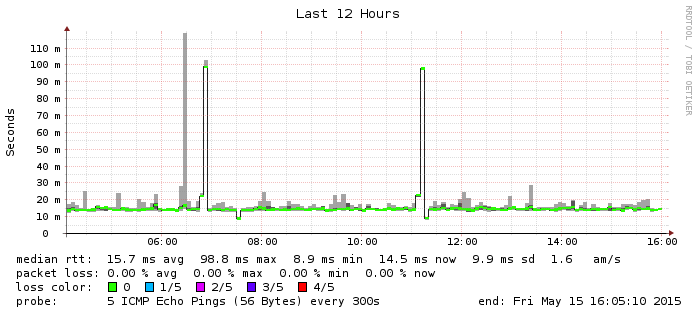 Last 12 Hours
RRDTOOL / TOBI OETIKER
Seconds
110 m
100 m
90 m
80 m
70 m
60 m
50 m
40 m
30 m
20 m
10 m
0
06:00 08:00 10:00 12:00 14:00 16:00
median rtt: 15.7 ms avg 98.8 ms max 8.9 ms min 14.5 ms now 9.9 ms sd 1.6 am/s
packet loss: 0.00 % avg 0.00 % max 0.00 % min 0.00 % now
loss color: 0 1/5 2/5 3/5 4/5
probe: 5 ICMP Echo Pings (56 Bytes) every 300s end: Fri May 15 16:05:10 2015